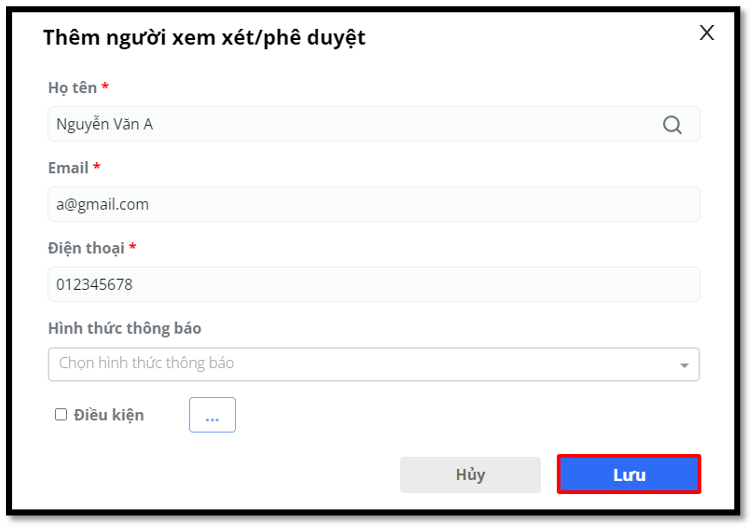 Thêm người xem xét/phê duyệt
X
Họ tên *
Nguyễn Văn A
Email *
a@gmail.com
Điện thoại *
012345678
Hình thức thông báo
Chọn hình thức thông báo
Điều kiện ...
Hủy Lưu